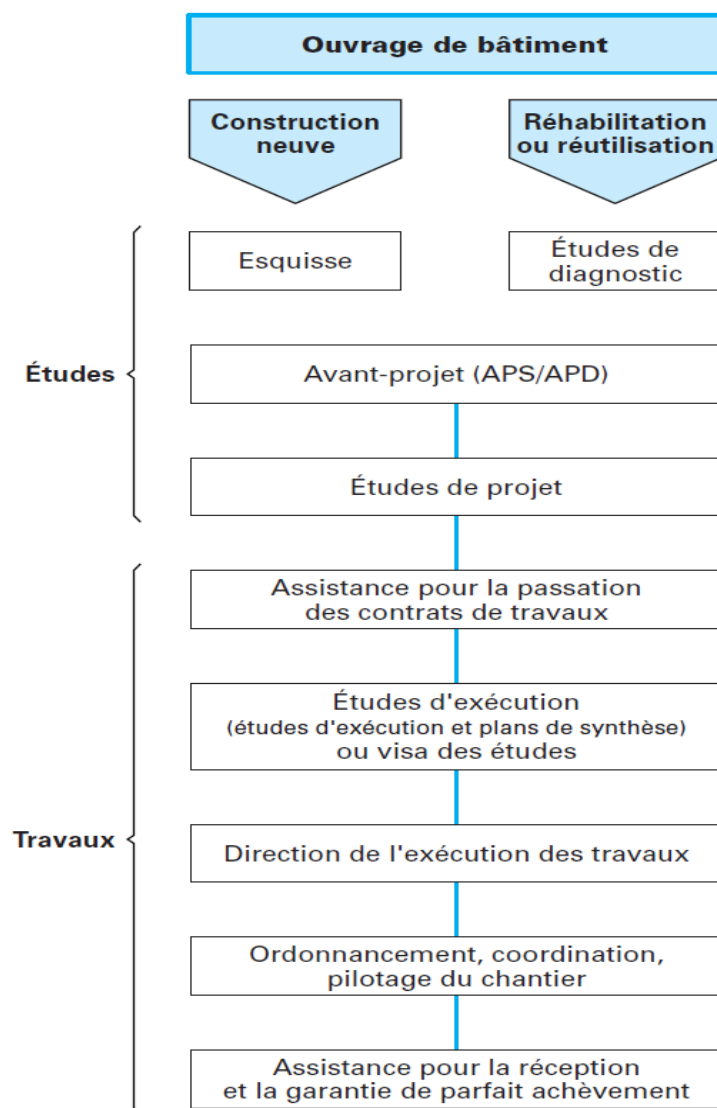 Ouvrage de bâtiment
Construction
neuve
Réhabilitation
ou réutilisation
Esquisse
Études de
diagnostic
Études
Avant-projet (APS/APD)
Études de projet
Assistance pour la passation
des contrats de travaux
Études d'exécution
(études d'exécution et plans de synthèse)
ou visa des études
Travaux
Direction de l'exécution des travaux
Ordonnancement, coordination,
pilotage du chantier
Assistance pour la réception
et la garantie de parfait achèvement